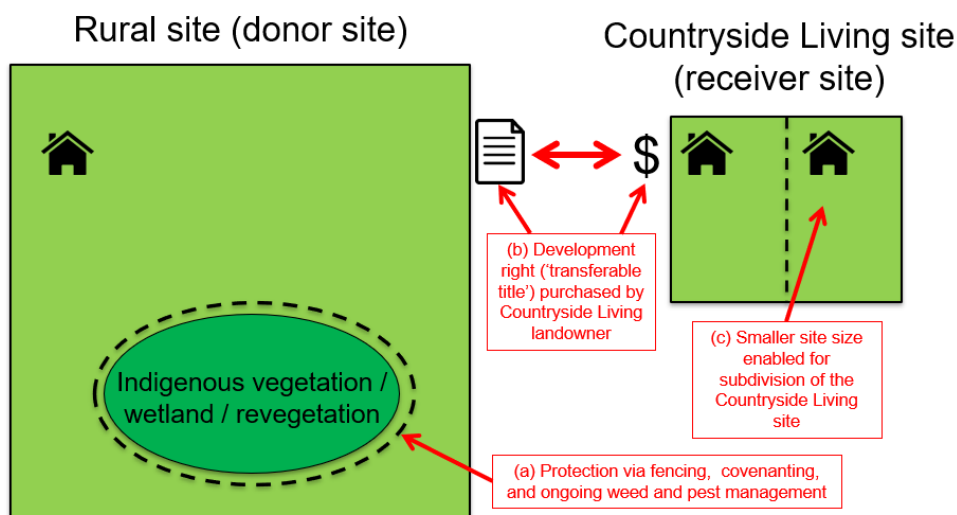 Rural site (donor site)
Countryside Living site
(receiver site)
$
(b) Development
right ('transferable
title') purchased by
Countryside Living
landowner
(c) Smaller site size
enabled for
subdivision of the
Countryside Living
site
Indigenous vegetation /
wetland / revegetation
(a) Protection via fencing, covenanting,
and ongoing weed and pest management